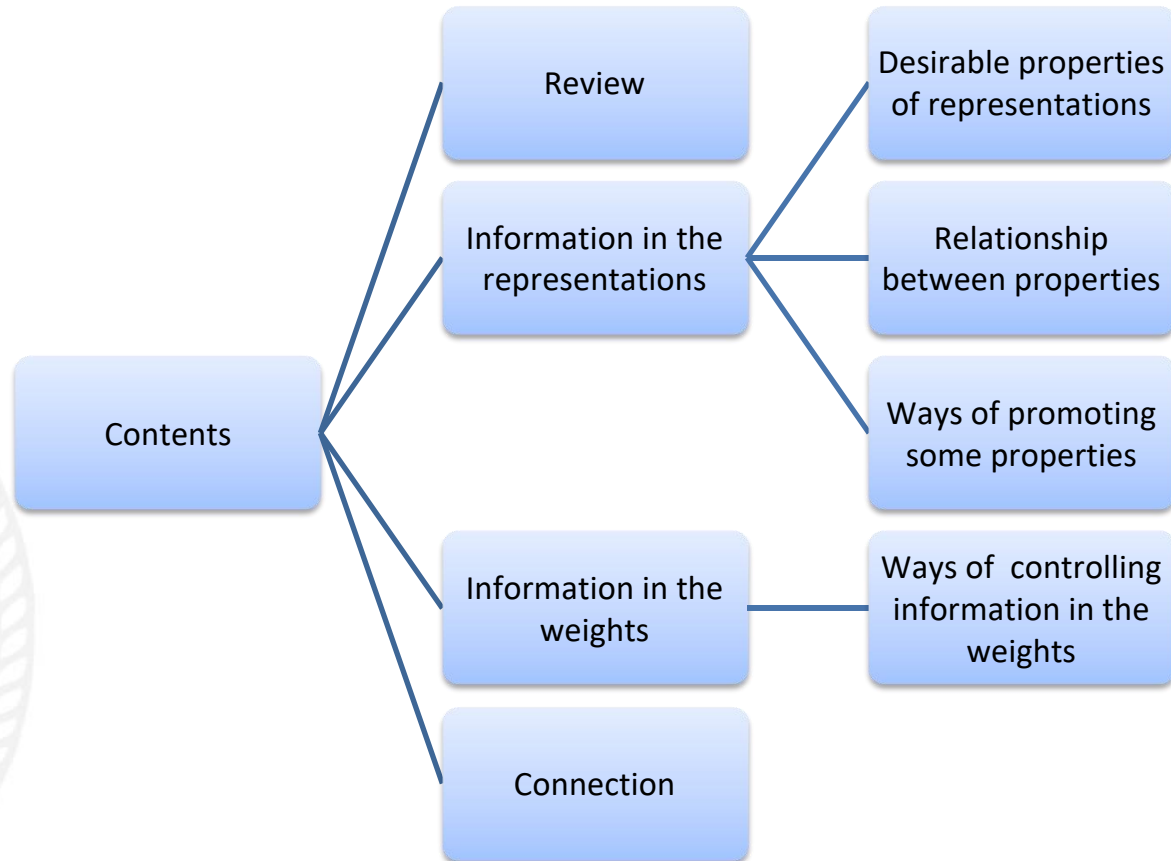 Contents
Review
Information in the
representations
Desirable properties
of representations
Relationship
between properties
Ways of promoting
some properties
Information in the
weights
Ways of  controlling
information in the
weights
Connection